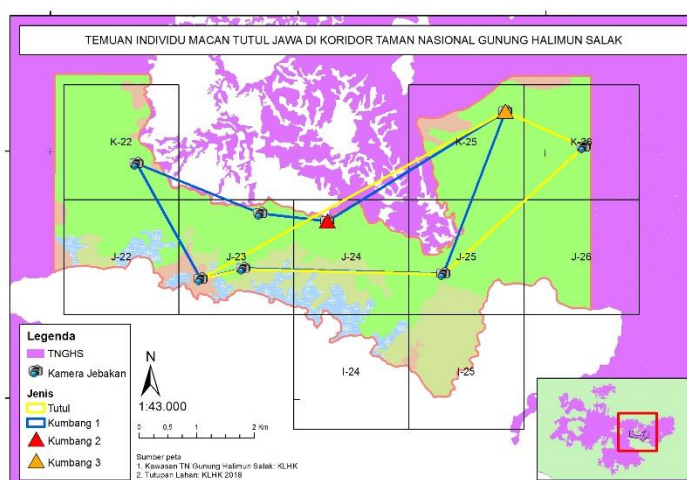 TEMUAN INDIVIDU MACAN TUTUL JAWA DI KORIDOR TAMAN NASIONAL GUNUNG HALIMUN SALAK
K-22
K-25
K-26
J-22
J-23
J-24
J-25
J-26
I-24
I-25
Legenda
TNGHS
Kamera Jebakan
Jenis
Tutul
Kumbang 1
Kumbang 2
Kumbang 3
N
1:43.000
0 0.5 1 2 Km
Sumber peta
1. Kawasan TN Gunung Halimun Salak: KLHK
2. Tutupan Lahan: KLHK 2018